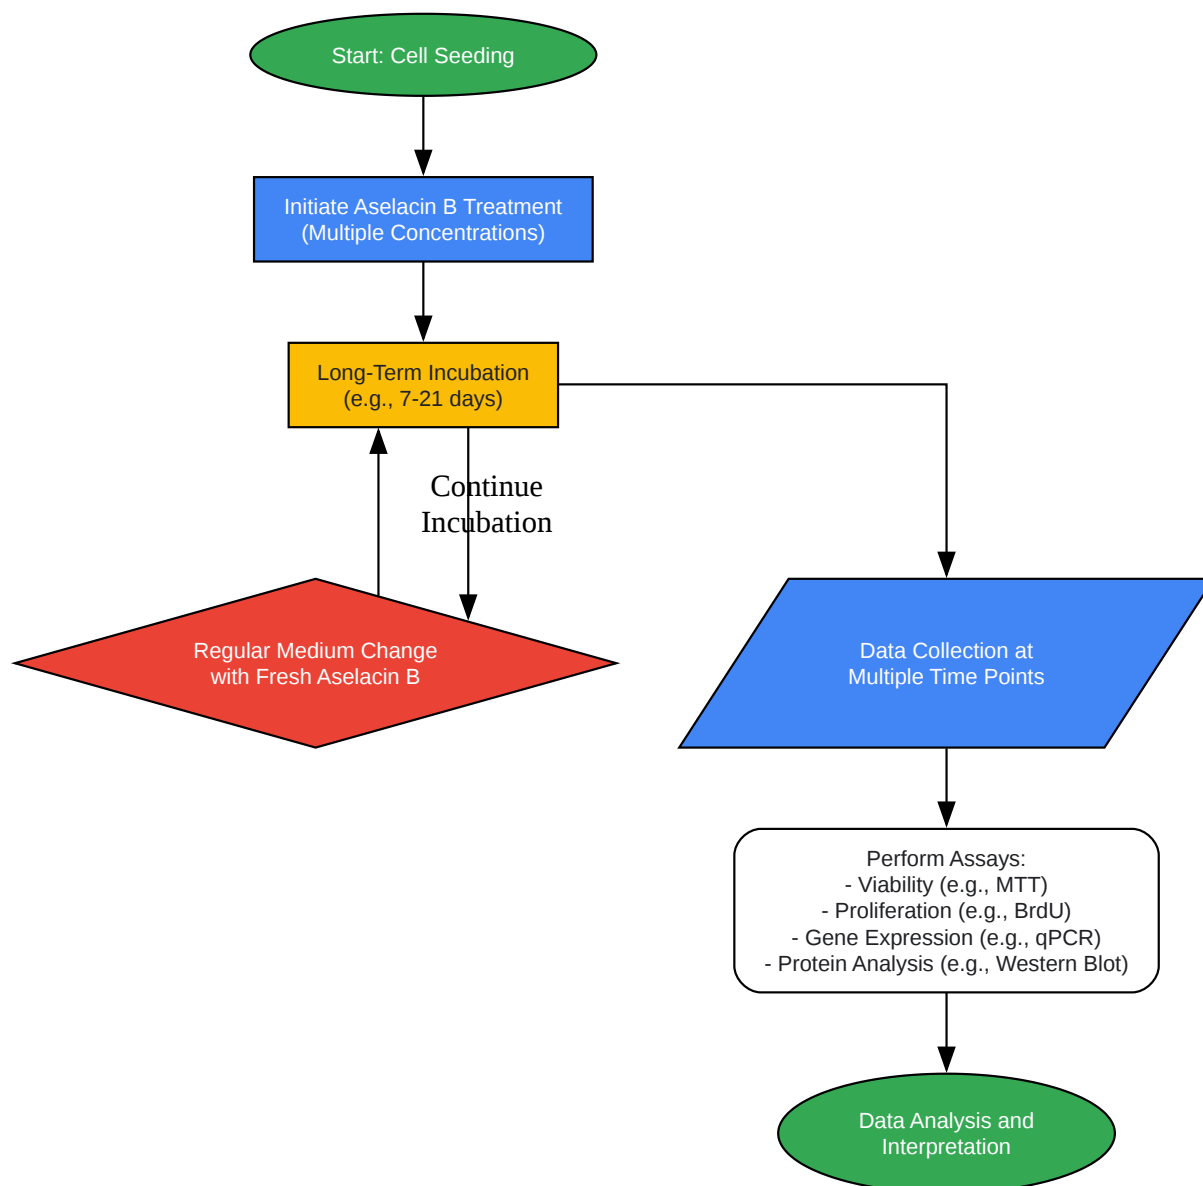 Start: Cell Seeding
Initiate Aselacin B Treatment
(Multiple Concentrations)
Long-Term Incubation
(e.g., 7-21 days)
Continue
Incubation
Regular Medium Change
with Fresh Aselacin B
Data Collection at
Multiple Time Points
Perform Assays:
- Viability (e.g., MTT)
- Proliferation (e.g., BrdU)
- Gene Expression (e.g., qPCR)
- Protein Analysis (e.g., Western Blot)
Data Analysis and
Interpretation